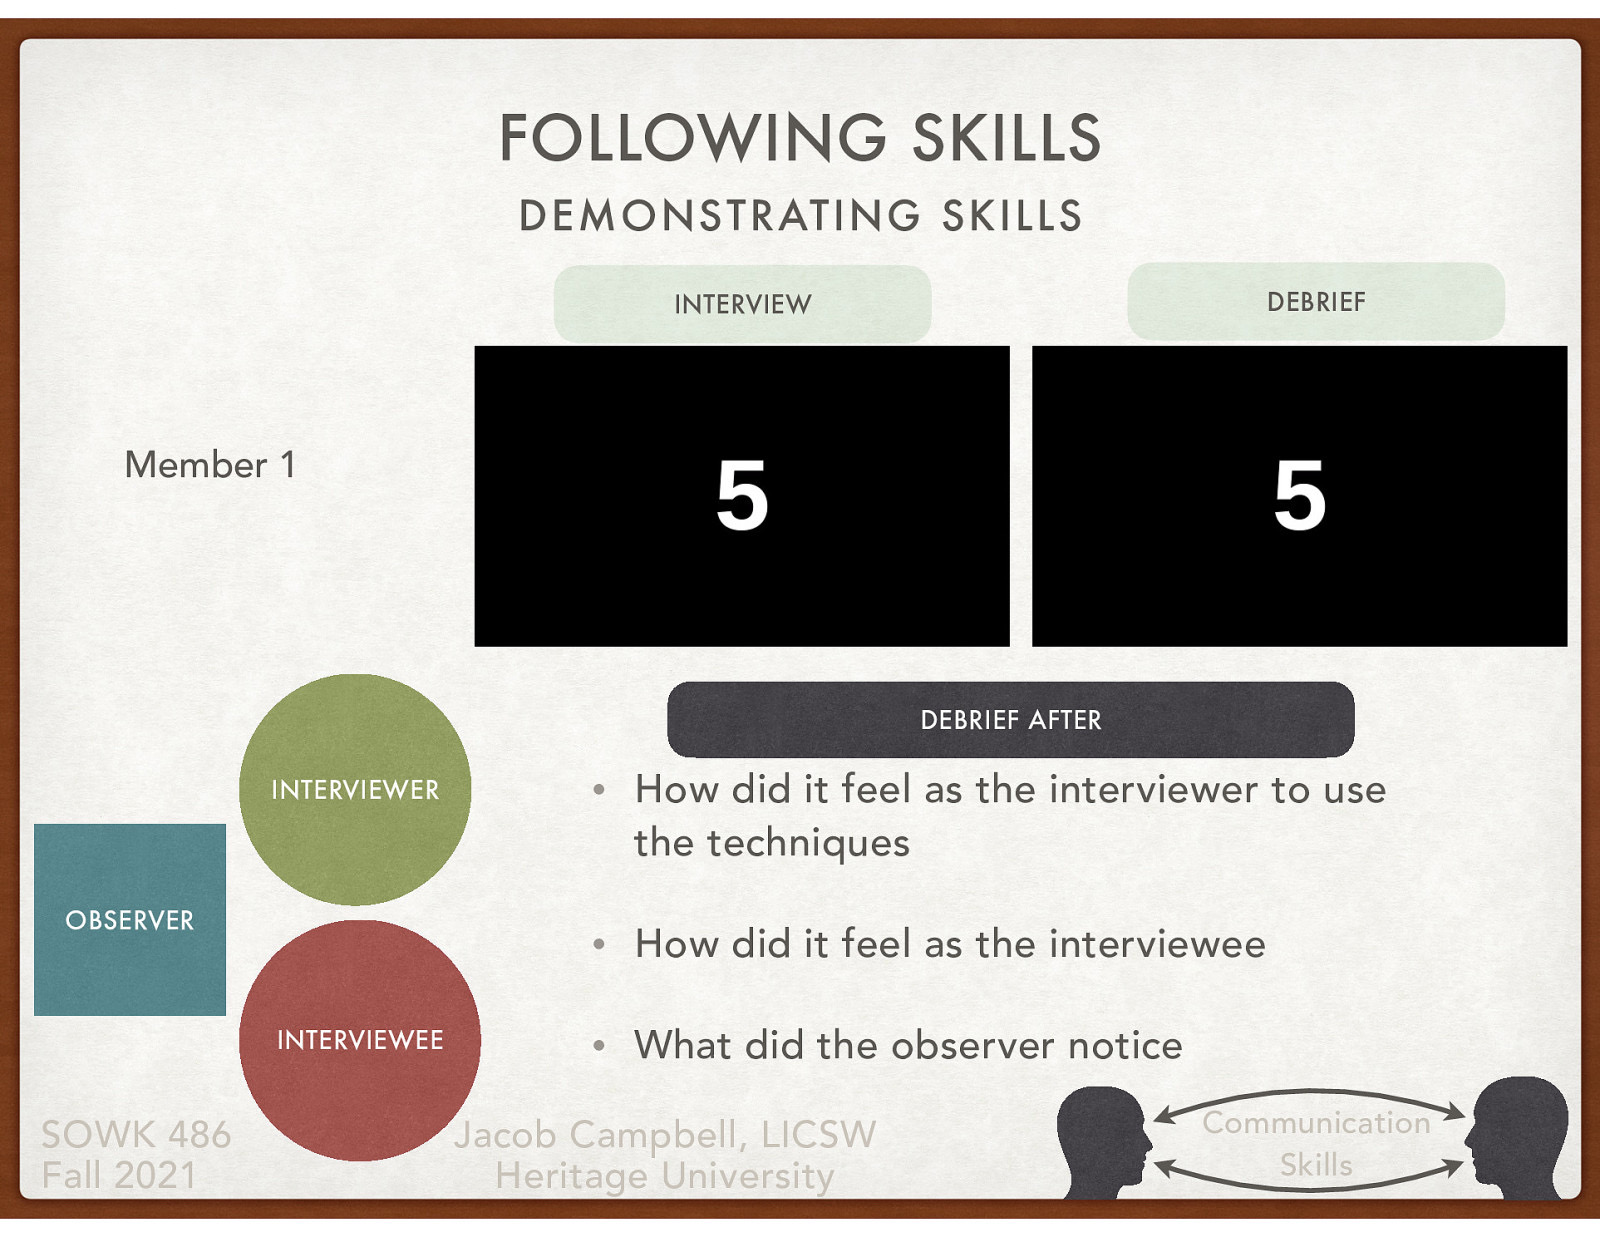 FOLLOWING SKILLS
DEMONSTRATING SKILLS
INTERVIEW
DEBRIEF
Member 1
5
5
DEBRIEF AFTER
INTERVIEWER
OBSERVER
INTERVIEWEE
• How did it feel as the interviewer to use
the techniques
• How did it feel as the interviewee
• What did the observer notice
SOWK 486
Fall 2021
Jacob Campbell, LICSW
Heritage University
Communication
Skills